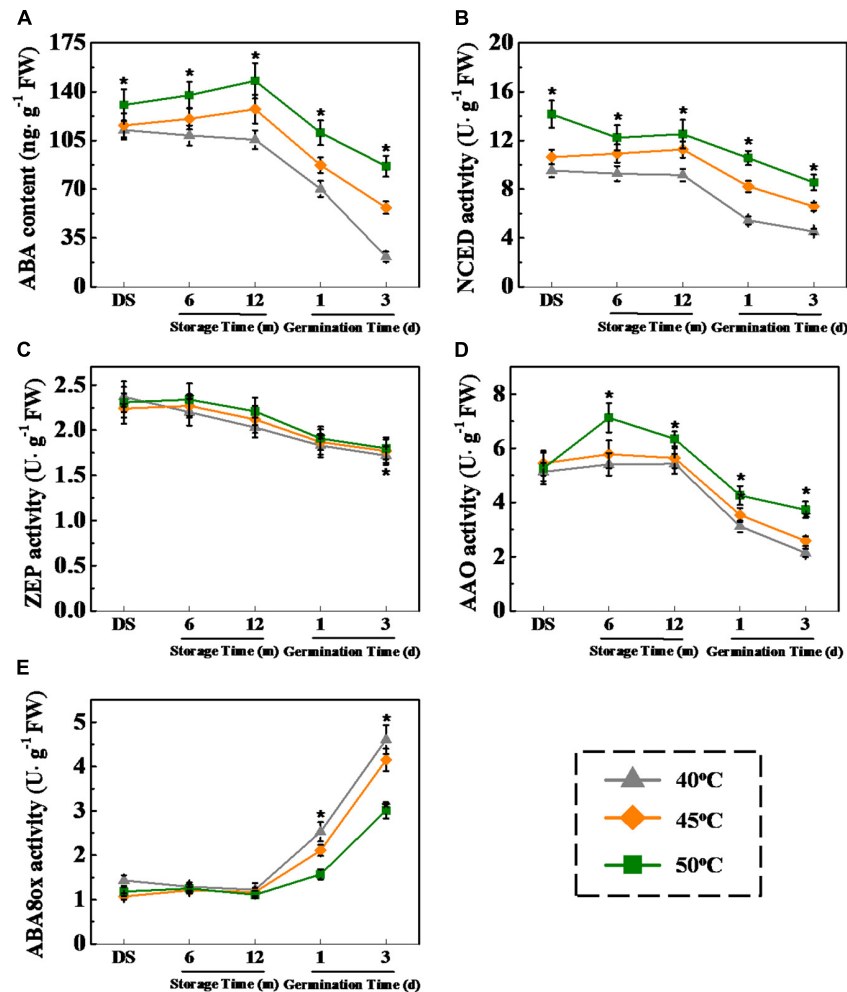 A
ABA content (ng· g⁻¹ FW)
175
140
105
70
35
0
*
*
*
*
*
DS
6
12
1
3
Storage Time (m)
Germination Time (d)
B
NCED activity (U· g⁻¹ FW)
20
16
12
8
4
0
*
*
*
*
*
DS
6
12
1
3
Storage Time (m)
Germination Time (d)
C
ZEP activity (U· g⁻¹ FW)
2.5
2.0
1.5
1.0
0.5
0.0
*
DS
6
12
1
3
Storage Time (m)
Germination Time (d)
D
AAO activity (U· g⁻¹ FW)
8
6
4
2
0
*
*
*
*
DS
6
12
1
3
Storage Time (m)
Germination Time (d)
E
ABA8ox activity (U· g⁻¹ FW)
5
4
3
2
1
0
*
*
DS
6
12
1
3
Storage Time (m)
Germination Time (d)
40ºC
45ºC
50ºC